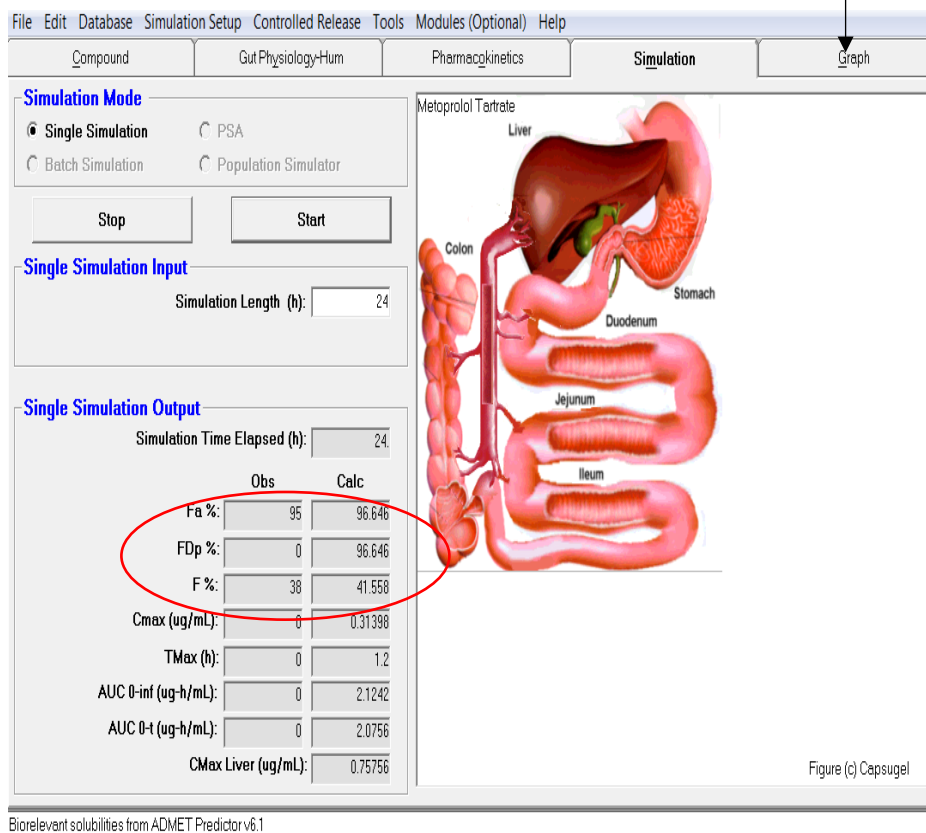 File Edit Database Simulation Setup Controlled Release Tools Modules (Optional) Help
Compound Gut Physiology-Hum Pharmacokinetics Simulation Graph
Simulation Mode
Single Simulation PSA
Batch Simulation Population Simulator
Stop Start
Single Simulation Input
Simulation Length (h): 24
Single Simulation Output
Simulation Time Elapsed (h): 24.
Obs Calc
Fa %: 95 96.646
FDp %: 0 96.646
F %: 38 41.558
Cmax (ug/mL): 0 0.31398
TMax (h): 0 1.2
AUC 0-inf (ug-h/mL): 0 2.1242
AUC 0-t (ug-h/mL): 0 2.0756
CMax Liver (ug/mL): 0.75756
Metoprolol Tartrate
Liver
Colon
Stomach
Duodenum
Jejunum
Ileum
Figure (c) Capsugel
Biorelevant solubilities from ADMET Predictor v6.1